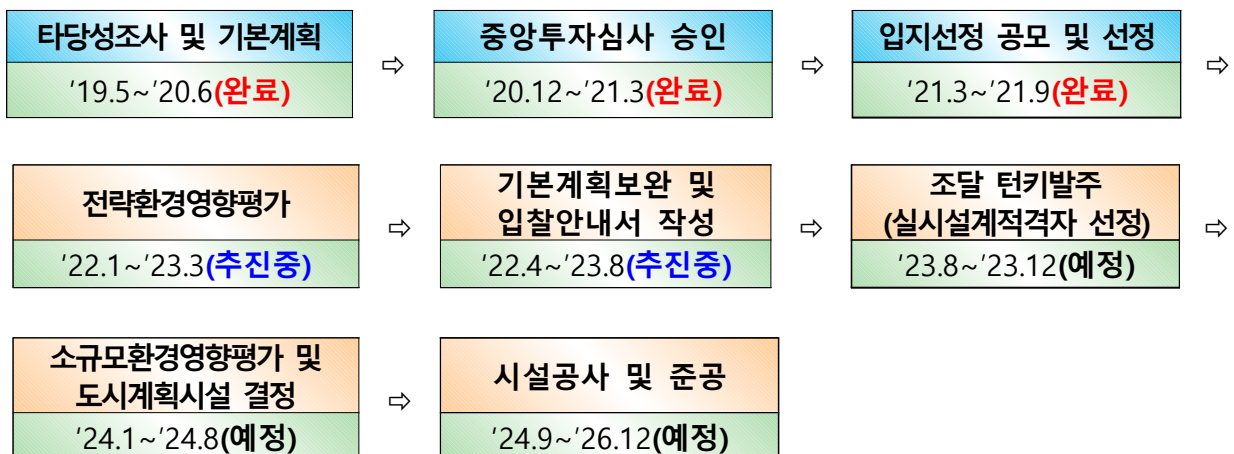 타당성조사 및 기본계획 ⇨ 중앙투자심사 승인 ⇨ 입지선정 공모 및 선정 ⇨
'19.5~'20.6(완료) '20.12~'21.3(완료) '21.3~'21.9(완료)
전략환경영향평가 ⇨ 기본계획보완 및 입찰안내서 작성 ⇨ 조달 턴키발주 (실시설계적격자 선정) ⇨
'22.1~'23.3(추진중) '22.4~'23.8(추진중) '23.8~'23.12(예정)
소규모환경영향평가 및 도시계획시설 결정 ⇨ 시설공사 및 준공
'24.1~'24.8(예정) '24.9~'26.12(예정)